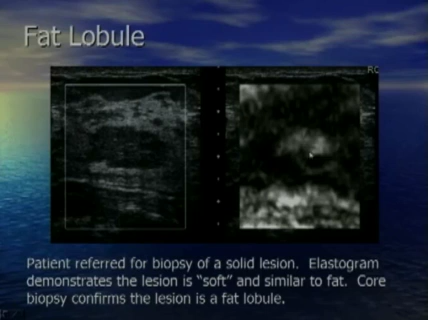 Fat Lobule
RC
Patient referred for biopsy of a solid lesion. Elastogram
demonstrates the lesion is “soft” and similar to fat. Core
biopsy confirms the lesion is a fat lobule.